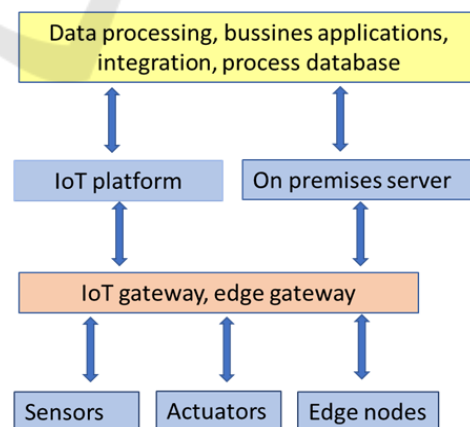 Data processing, bussines applications,
integration, process database
IoT platform
On premises server
IoT gateway, edge gateway
Sensors
Actuators
Edge nodes